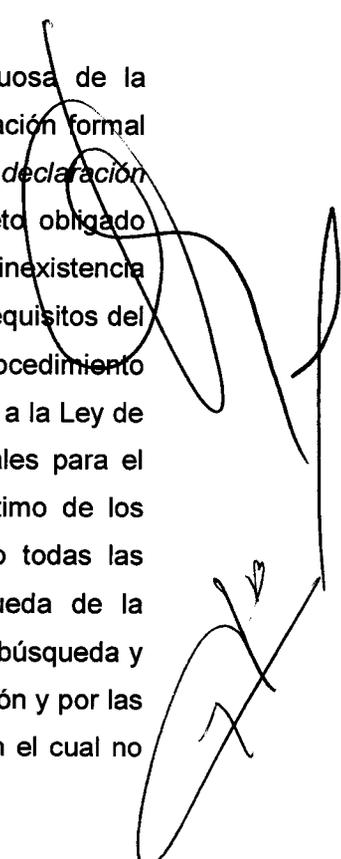 uosa de la
ación formal
declaración
eto obligado
inexistencia
equisitos del
ocedimiento
a la Ley de
ales para el
timo de los
o todas las
ueda de la
búsqueda y
ón y por las
n el cual no